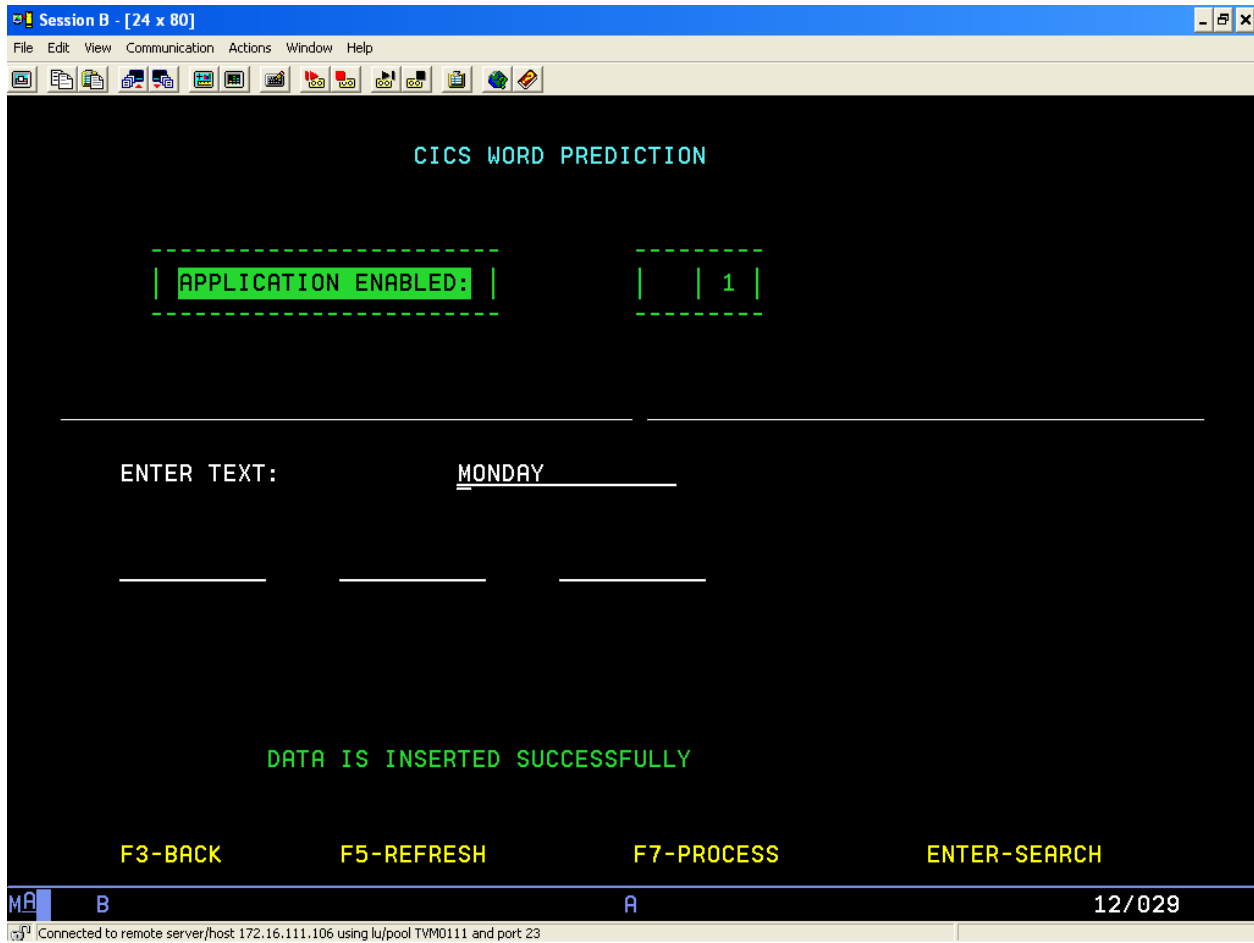 Session B - [24 x 80]
File Edit View Communication Actions Window Help
CICS WORD PREDICTION
---------------------- ---------
| APPLICATION ENABLED: | | | 1 |
---------------------- ---------
ENTER TEXT: MONDAY
DATA IS INSERTED SUCCESSFULLY
F3-BACK F5-REFRESH F7-PROCESS ENTER-SEARCH
MA B A 12/029
Connected to remote server/host 172.16.111.106 using lu/pool TVM0111 and port 23